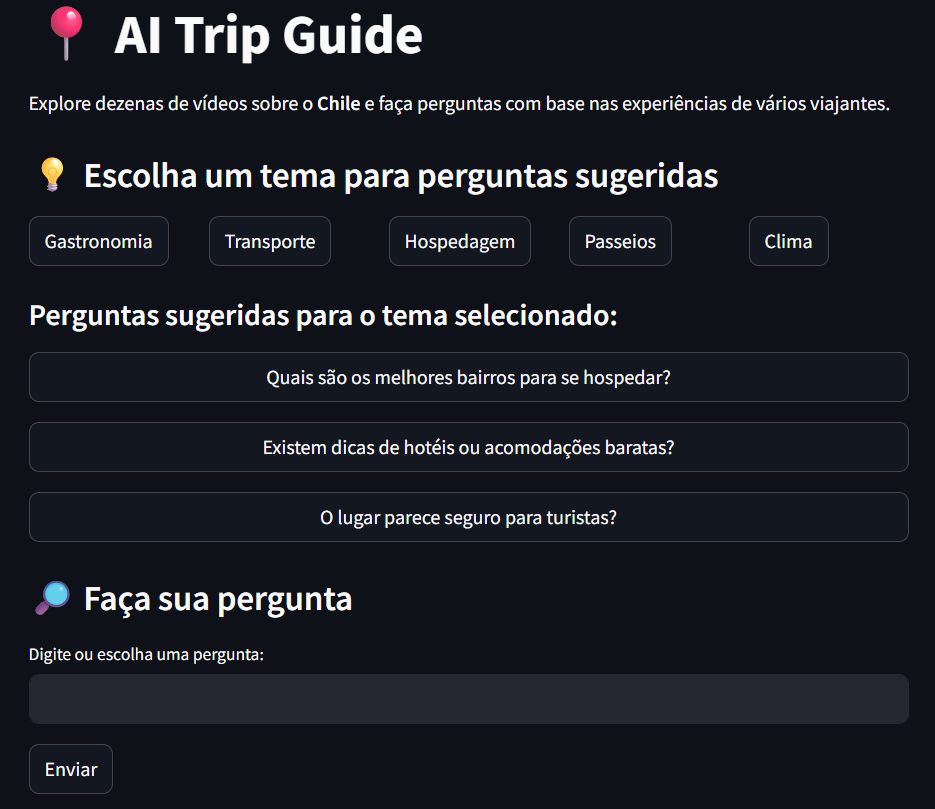 AI Trip Guide
Explore dezenas de vídeos sobre o Chile e faça perguntas com base nas experiências de vários viajantes.
Escolha um tema para perguntas sugeridas
Gastronomia Transporte Hospedagem Passeios Clima
Perguntas sugeridas para o tema selecionado:
Quais são os melhores bairros para se hospedar?
Existem dicas de hotéis ou acomodações baratas?
O lugar parece seguro para turistas?
Faça sua pergunta
Digite ou escolha uma pergunta:
Enviar